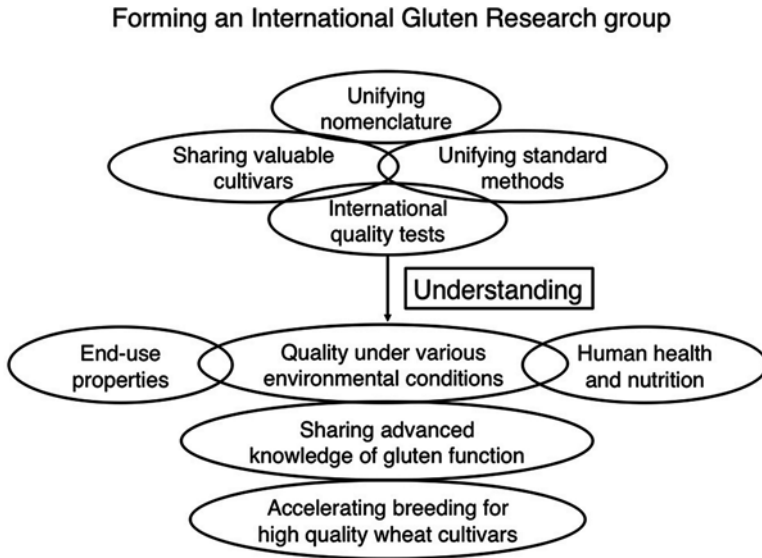 Forming an International Gluten Research group
Unifying
nomenclature
Sharing valuable
cultivars
Unifying standard
methods
International
quality tests
Understanding
End-use
properties
Quality under various
environmental conditions
Human health
and nutrition
Sharing advanced
knowledge of gluten function
Accelerating breeding for
high quality wheat cultivars